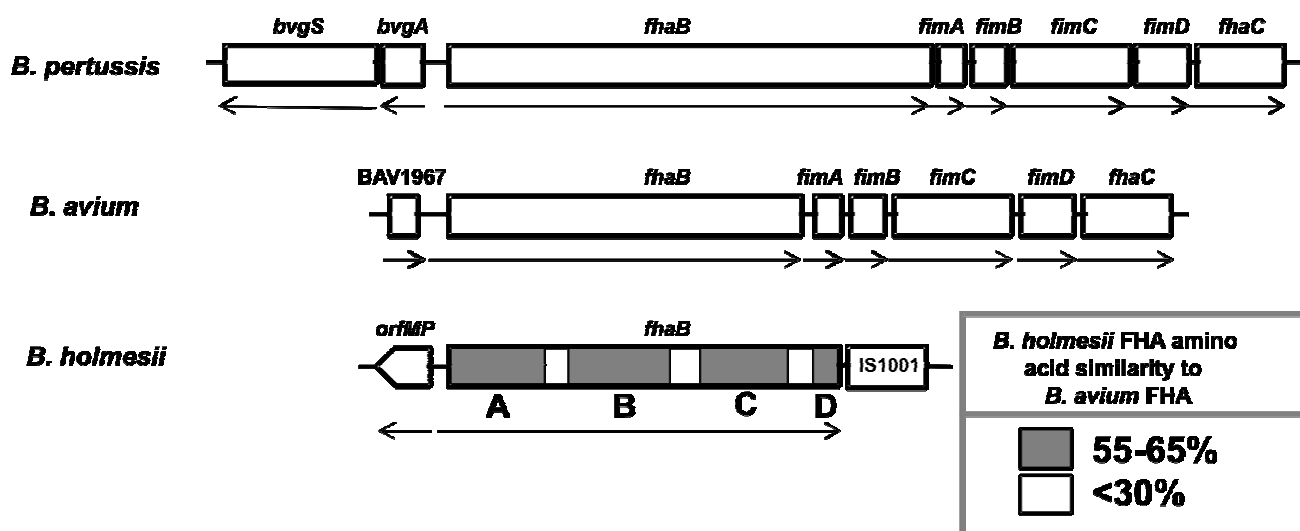 bvgS bvgA fhaB fimA fimB fimC fimD fhaC
B. pertussis
BAV1967 fhaB fimA fimB fimC fimD fhaC
B. avium
orfMP fhaB
B. holmesii
IS1001
A B C D
B. holmesii FHA amino
acid similarity to
B. avium FHA
55-65%
<30%